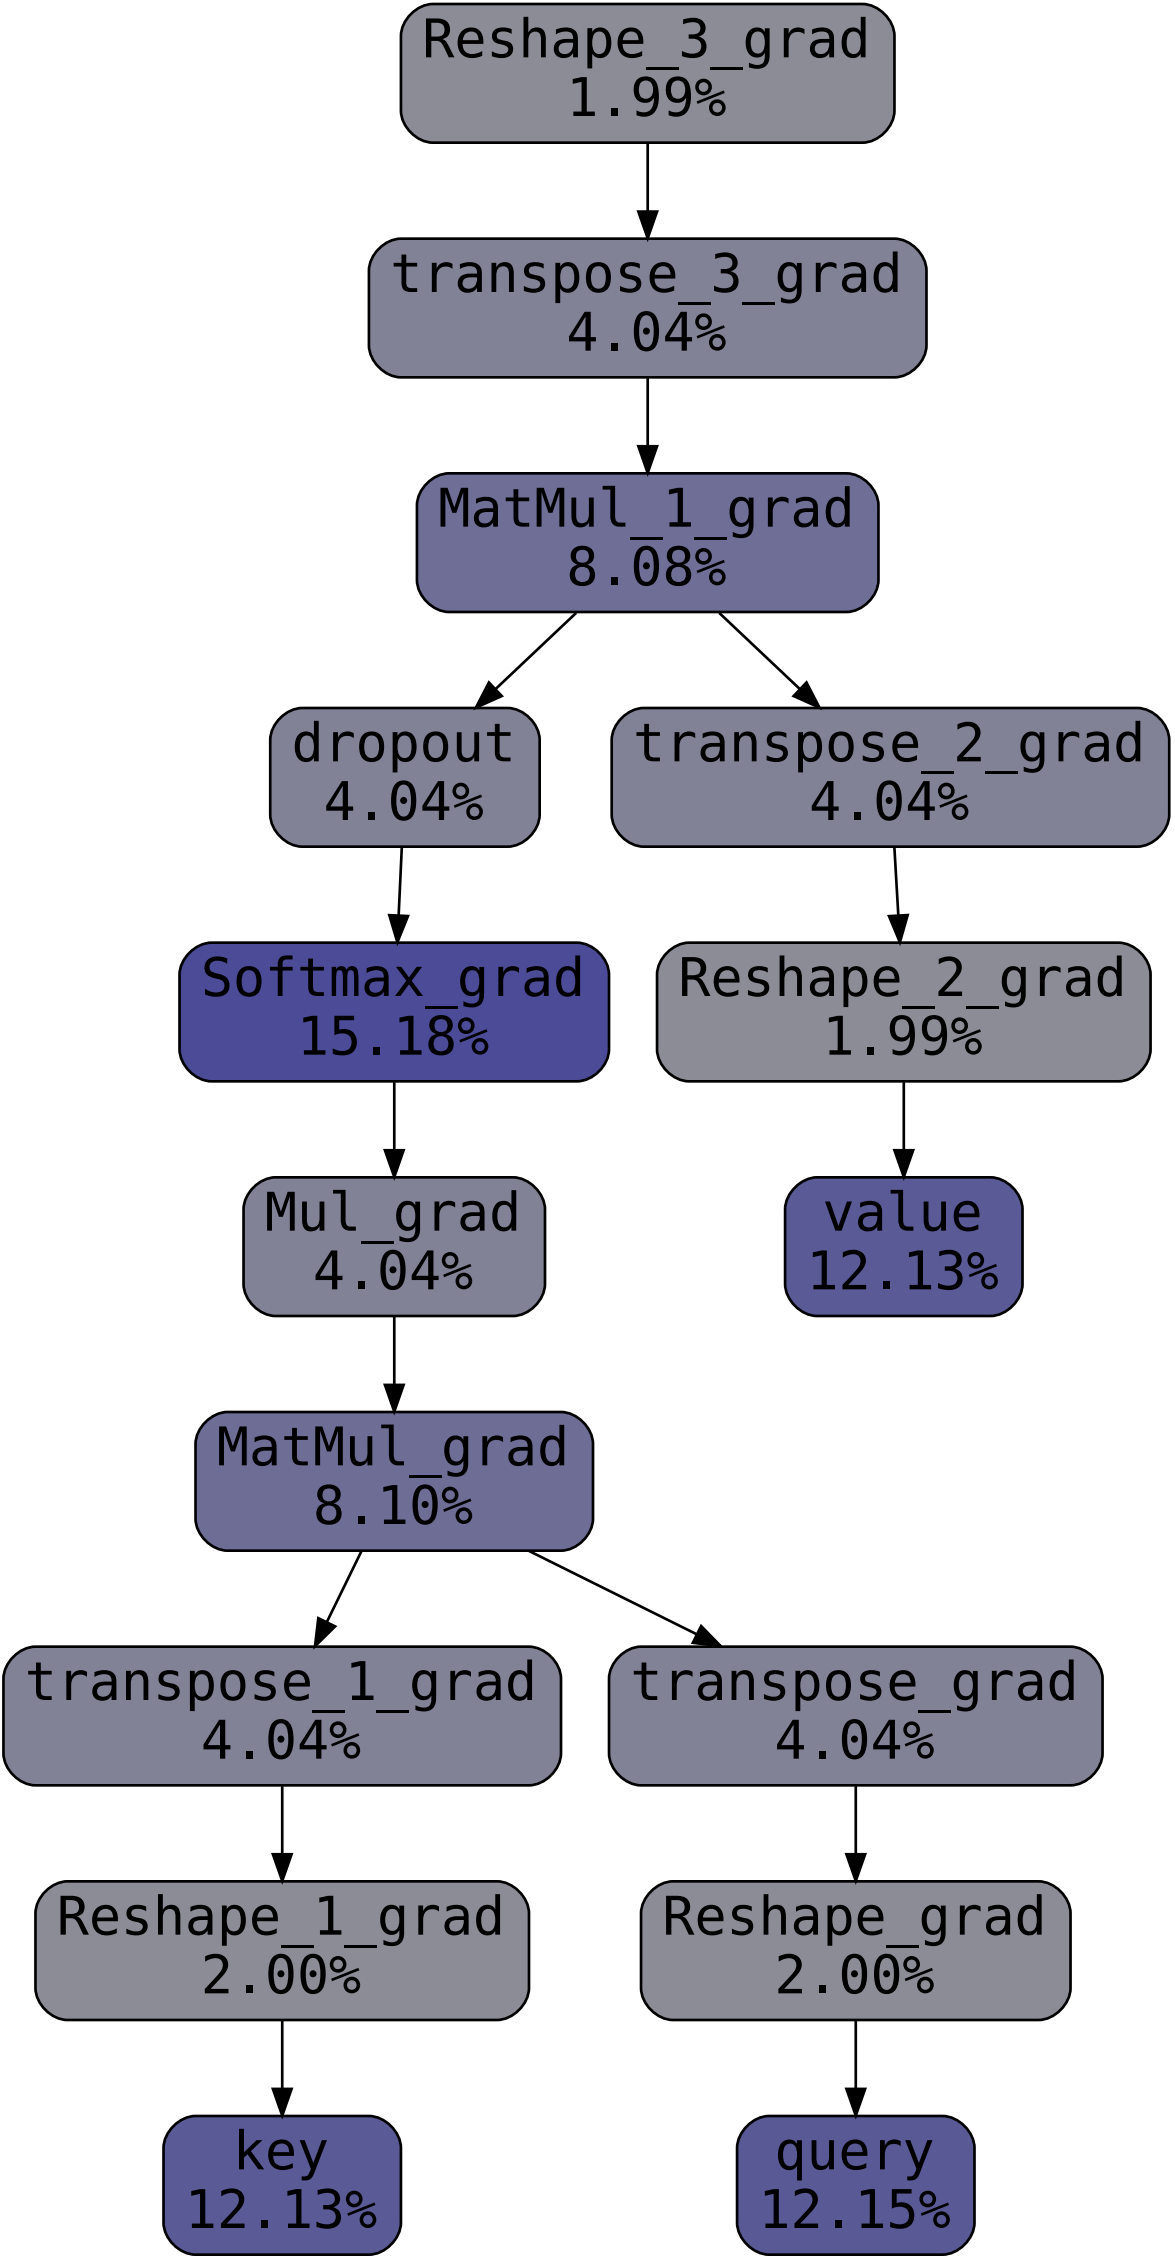 Reshape_3_grad
1.99%
transpose_3_grad
4.04%
MatMul_1_grad
8.08%
dropout
4.04%
transpose_2_grad
4.04%
Softmax_grad
15.18%
Reshape_2_grad
1.99%
Mul_grad
4.04%
value
12.13%
MatMul_grad
8.10%
transpose_1_grad
4.04%
transpose_grad
4.04%
Reshape_1_grad
2.00%
Reshape_grad
2.00%
key
12.13%
query
12.15%